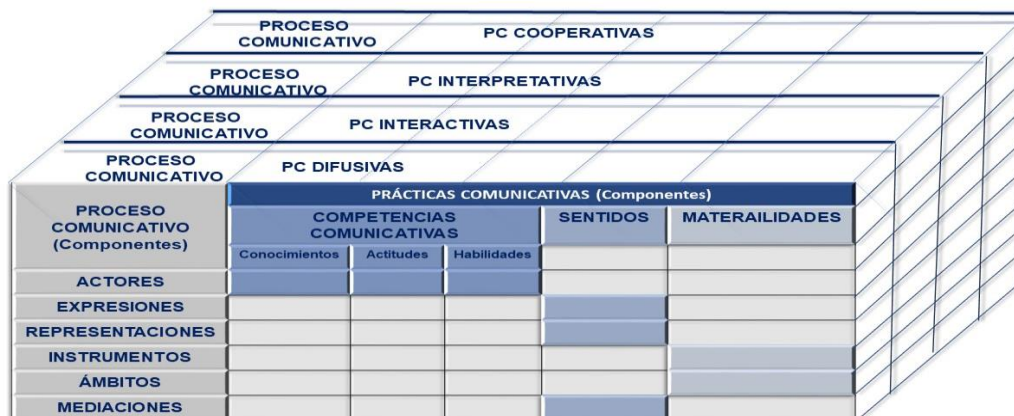 PROCESO
COMUNICATIVO
PC COOPERATIVAS
PROCESO
COMUNICATIVO
PC INTERPRETATIVAS
PROCESO
COMUNICATIVO
PC INTERACTIVAS
PROCESO
COMUNICATIVO
PC DIFUSIVAS
PROCESO
COMUNICATIVO
(Componentes)
PRÁCTICAS COMUNICATIVAS (Componentes)
COMPETENCIAS
COMUNICATIVAS
SENTIDOS
MATERAILIDADES
Conocimientos
Actitudes
Habilidades
ACTORES
EXPRESIONES
REPRESENTACIONES
INSTRUMENTOS
ÁMBITOS
MEDIACIONES